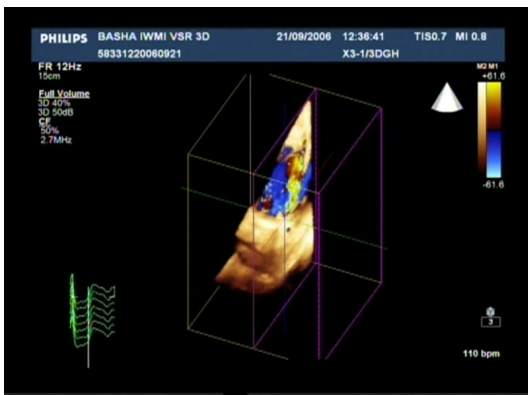 PHILIPS BASHA IWMI VSR 3D 21/09/2006 12:36:41 TIS0.7 MI 0.8
58331220060921 X3-1/3DGH
FR 12Hz
15cm
M2 M1
+61.6
Full Volume
3D 40%
3D 50dB
CF
50%
2.7MHz
-61.6
3
110 bpm